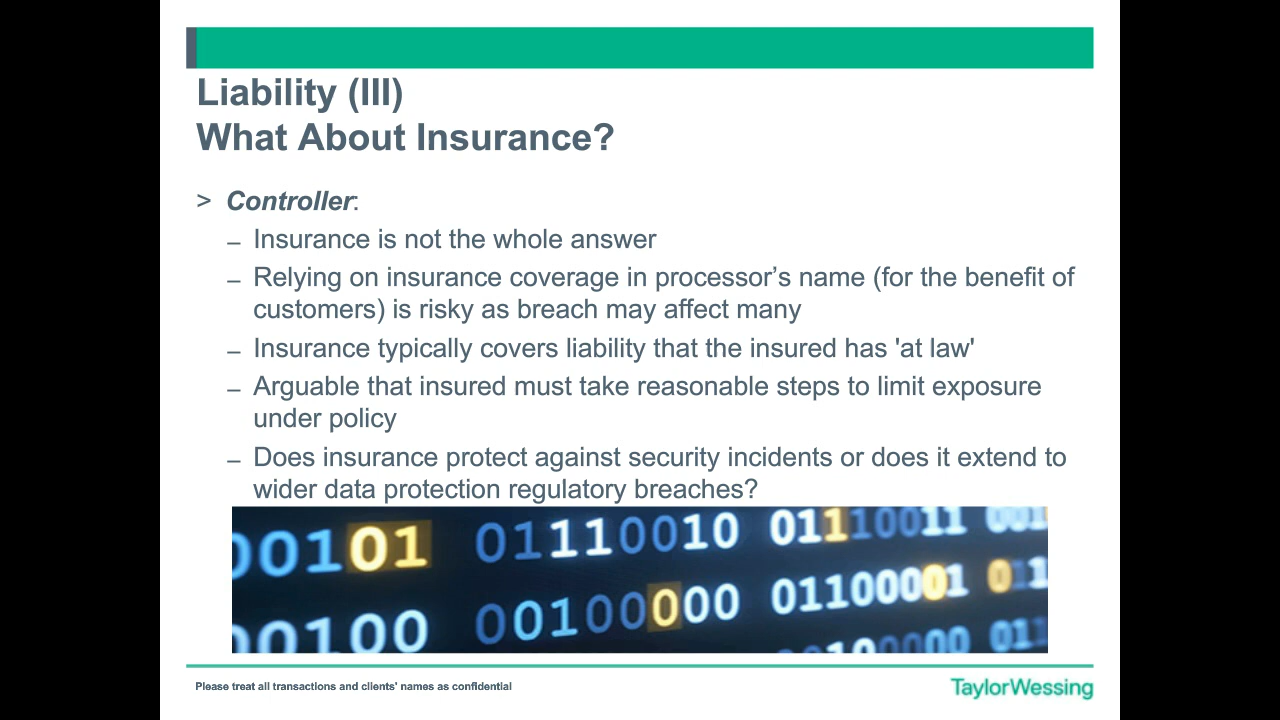 Liability (III)
What About Insurance?
> Controller:
– Insurance is not the whole answer
– Relying on insurance coverage in processor’s name (for the benefit of
customers) is risky as breach may affect many
– Insurance typically covers liability that the insured has 'at law'
– Arguable that insured must take reasonable steps to limit exposure
under policy
– Does insurance protect against security incidents or does it extend to
wider data protection regulatory breaches?
00101 01110010 01110011 001
00100 00100000 01100001 011
0100000 011
Please treat all transactions and clients' names as confidential
TaylorWessing